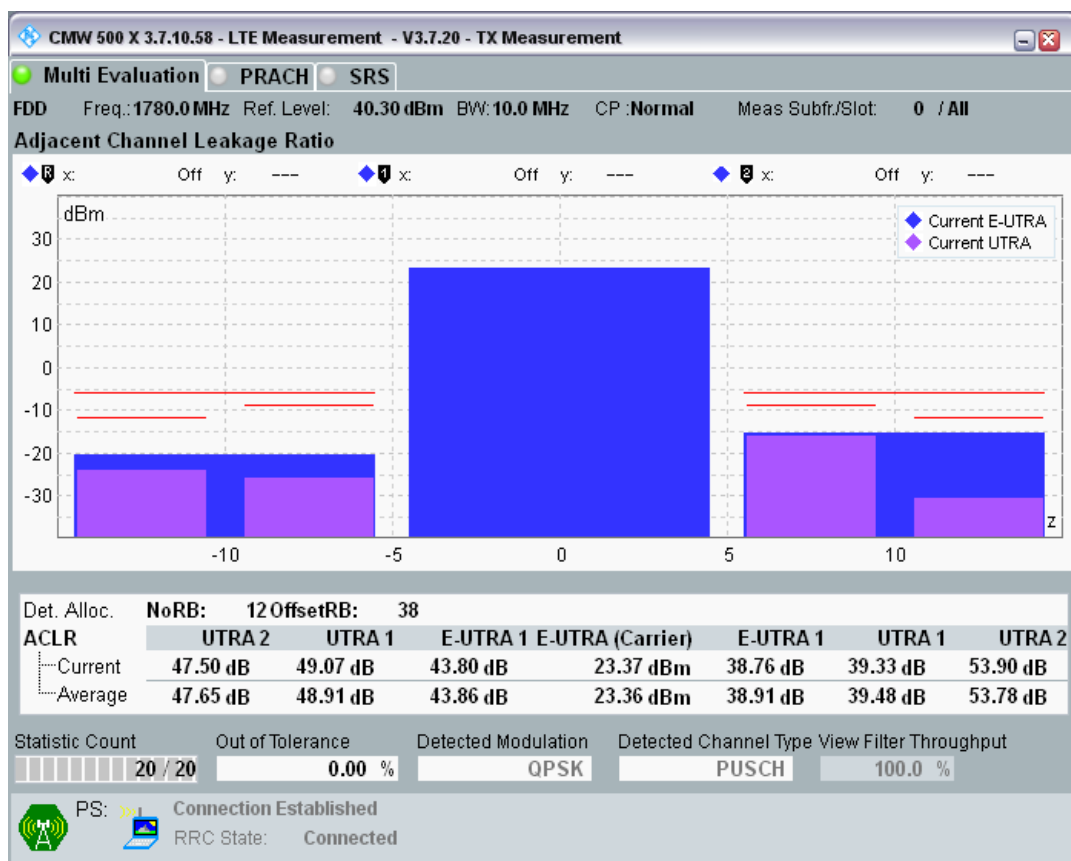 CMW 500 X 3.7.10.58 - LTE Measurement - V3.7.20 - TX Measurement
Multi Evaluation PRACH SRS
FDD Freq.: 1780.0 MHz Ref. Level: 40.30 dBm BW: 10.0 MHz CP : Normal Meas Subfr./Slot: 0 / All
Adjacent Channel Leakage Ratio
R x: Off y: --- 1 x: Off y: --- 2 x: Off y: ---
dBm
Current E-UTRA
Current UTRA
30
20
10
0
-10
-20
-30
z
-10 -5 0 5 10
Det. Alloc. NoRB: 12 OffsetRB: 38
ACLR UTRA 2 UTRA 1 E-UTRA 1 E-UTRA (Carrier) E-UTRA 1 UTRA 1 UTRA 2
Current 47.50 dB 49.07 dB 43.80 dB 23.37 dBm 38.76 dB 39.33 dB 53.90 dB
Average 47.65 dB 48.91 dB 43.86 dB 23.36 dBm 38.91 dB 39.48 dB 53.78 dB
Statistic Count Out of Tolerance Detected Modulation Detected Channel Type View Filter Throughput
20 / 20 0.00 % QPSK PUSCH 100.0 %
PS: Connection Established
RRC State: Connected